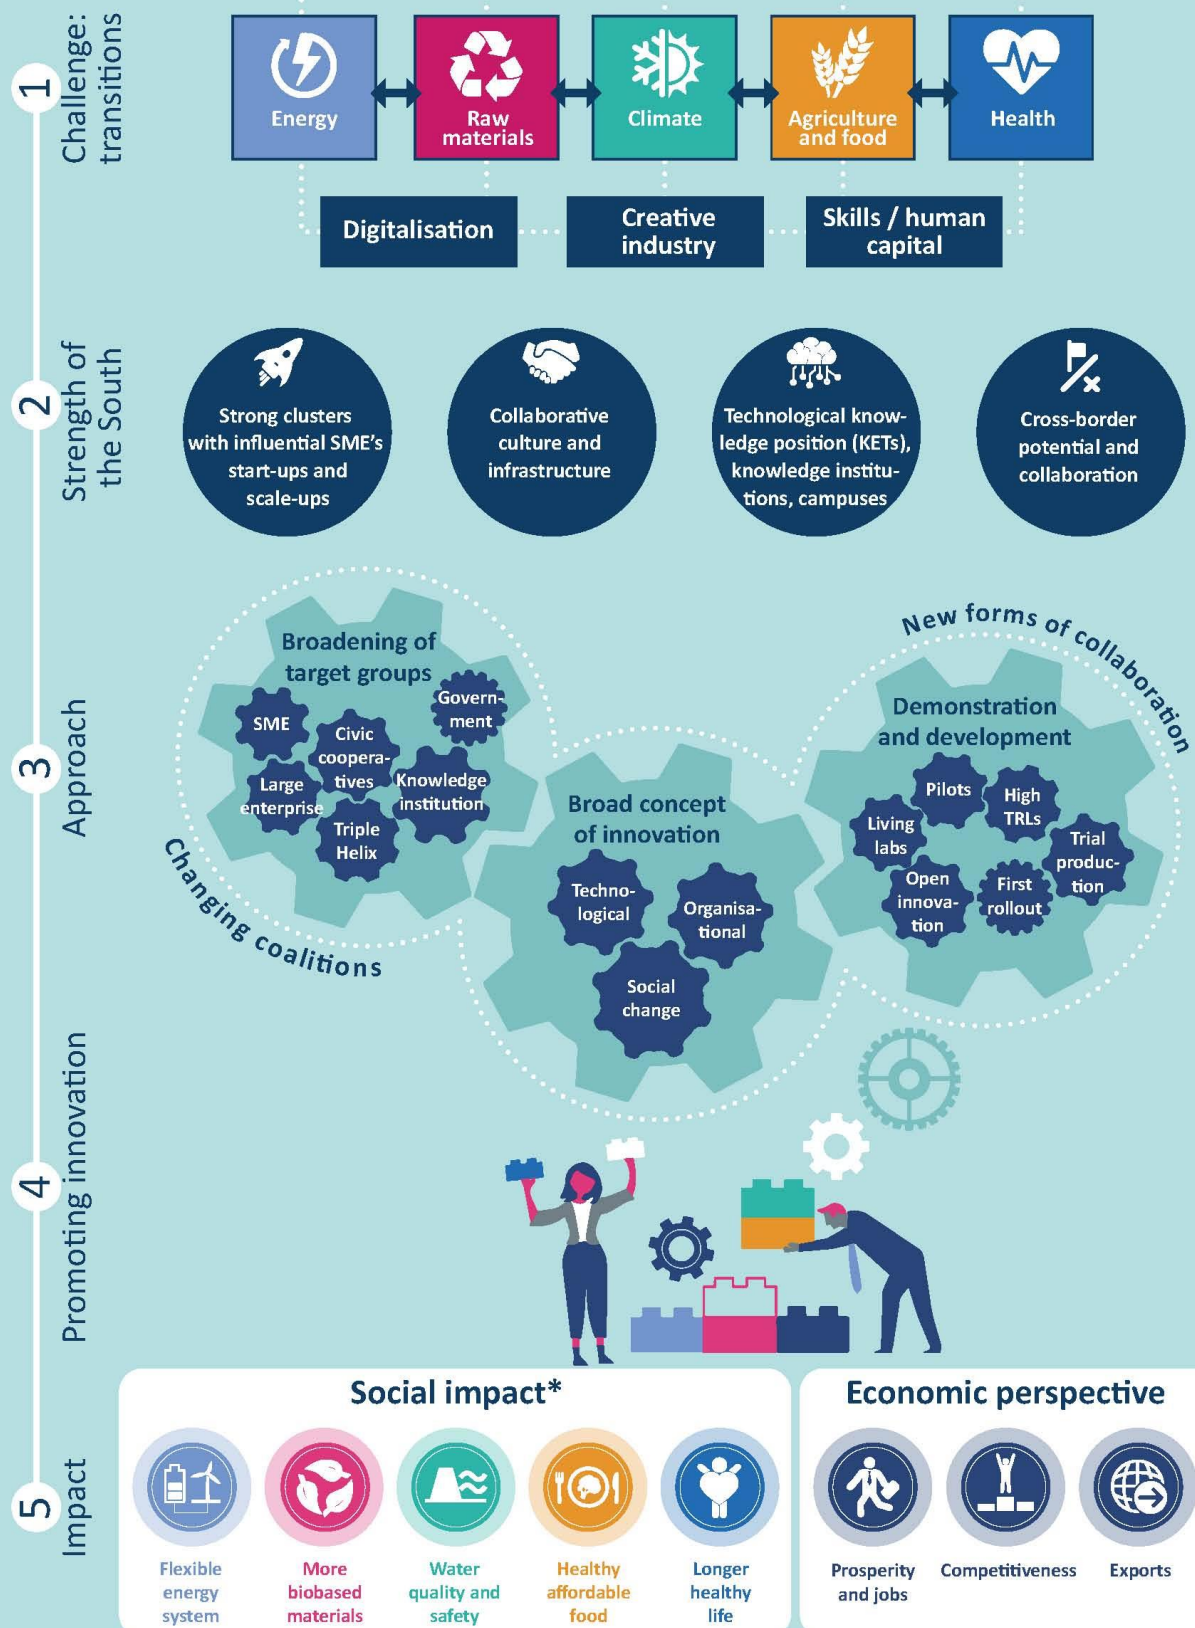 1
Challenge:
transitions
Energy
Raw
materials
Climate
Agriculture
and food
Health
Digitalisation
Creative
industry
Skills / human
capital
2
Strength of
the South
Strong clusters
with influential SME's
start-ups and
scale-ups
Collaborative
culture and
infrastructure
Technological know-
ledge position (KETs),
knowledge institu-
tions, campuses
Cross-border
potential and
collaboration
3
Approach
Broadening of
target groups
SME
Civic
coopera-
tives
Govern-
ment
Large
enterprise
Knowledge
institution
Triple
Helix
Changing coalitions
Broad concept
of innovation
Techno-
logical
Organisa-
tional
Social
change
New forms of collaboration
Demonstration
and development
Pilots
High
TRLs
Living
labs
Trial
produc-
tion
Open
innova-
tion
First
rollout
4
Promoting innovation
5
Impact
Social impact*
Flexible
energy
system
More
biobased
materials
Water
quality and
safety
Healthy
affordable
food
Longer
healthy
life
Economic perspective
Prosperity
and jobs
Competitiveness
Exports